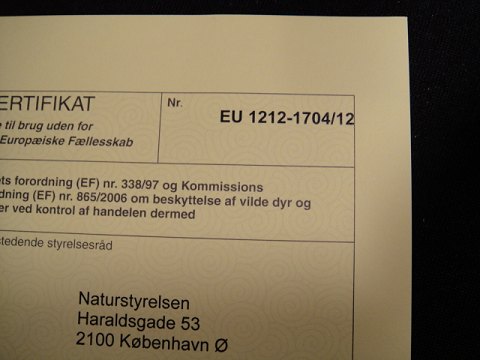 ERTIFIKAT
Nr.
EU 1212-1704/12
e til brug uden for
Europæiske Fællesskab
ets forordning (EF) nr. 338/97 og Kommissions
dning (EF) nr. 865/2006 om beskyttelse af vilde dyr og
er ved kontrol af handelen dermed
stedende styrelsesråd
Naturstyrelsen
Haraldsgade 53
2100 København Ø